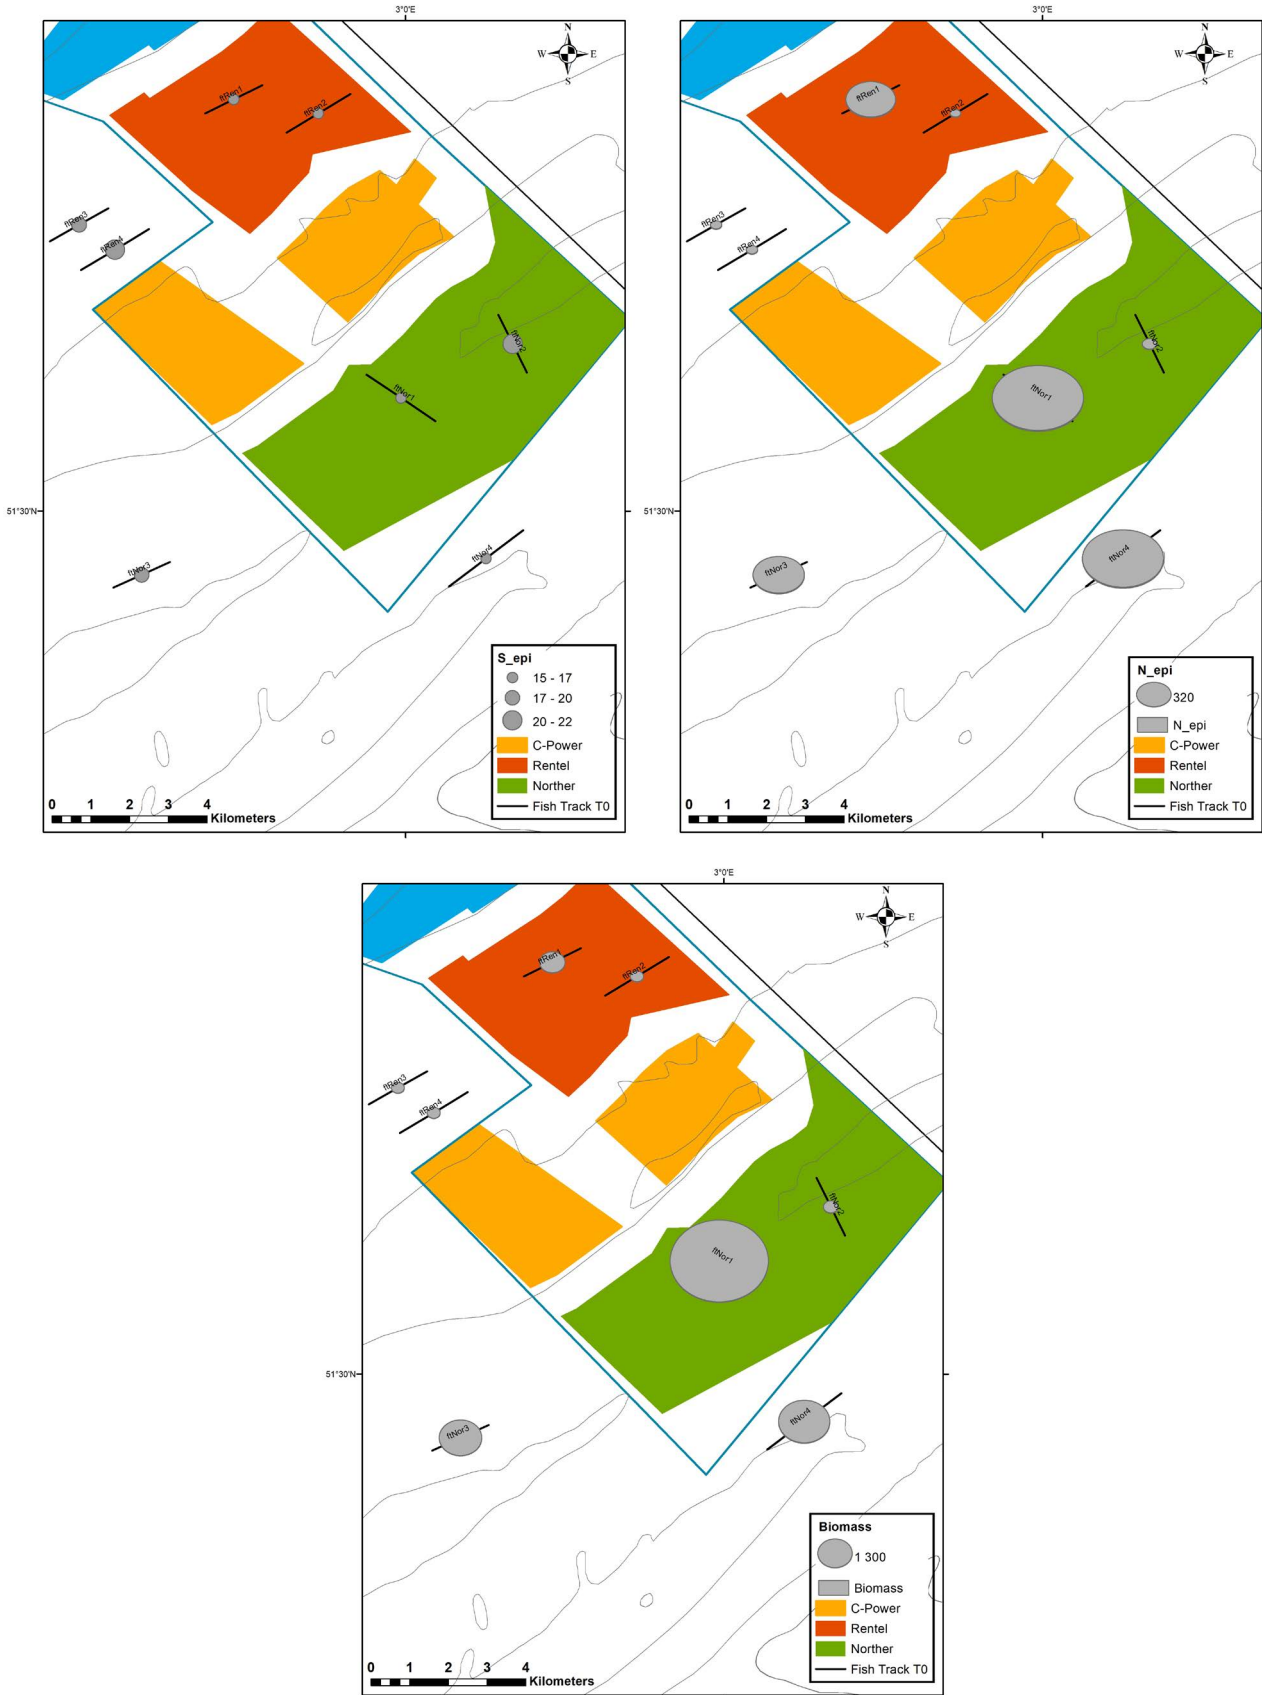 3°0'E
N
W E
S
ftRen1
ftRen2
ftRen3
ftRen4
ftNor2
ftNor1
51°30'N
ftNor4
ftNor3
S_epi
15 - 17
17 - 20
20 - 22
C-Power
Rentel
Norther
Fish Track T0
0 1 2 3 4
Kilometers
3°0'E
N
W E
S
ftRen1
ftRen2
ftRen3
ftRen4
ftNor2
ftNor1
51°30'N
ftNor4
ftNor3
N_epi
320
N_epi
C-Power
Rentel
Norther
Fish Track T0
0 1 2 3 4
Kilometers
3°0'E
N
W E
S
ftRen1
ftRen2
ftRen3
ftRen4
ftNor2
ftNor1
51°30'N
ftNor4
ftNor3
Biomass
1 300
Biomass
C-Power
Rentel
Norther
Fish Track T0
0 1 2 3 4
Kilometers